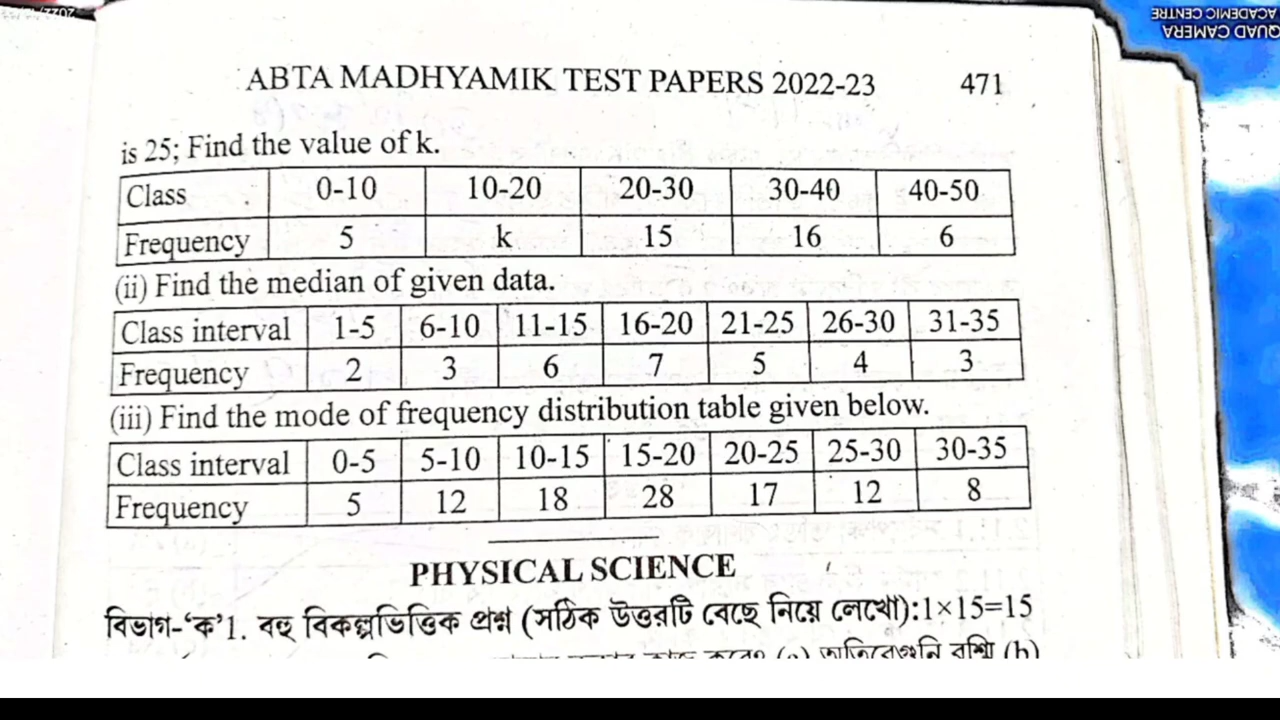 QUAD CAMERA
ACADEMIC CENTRE
ABTA MADHYAMIK TEST PAPERS 2022-23 471
is 25; Find the value of k.
Class 0-10 10-20 20-30 30-40 40-50
Frequency 5 k 15 16 6
(ii) Find the median of given data.
Class interval 1-5 6-10 11-15 16-20 21-25 26-30 31-35
Frequency 2 3 6 7 5 4 3
(iii) Find the mode of frequency distribution table given below.
Class interval 0-5 5-10 10-15 15-20 20-25 25-30 30-35
Frequency 5 12 18 28 17 12 8
PHYSICAL SCIENCE
বিভাগ-‘ক’ 1. বহু বিকল্পভিত্তিক প্রশ্ন (সঠিক উত্তরটি বেছে নিয়ে লেখো):1×15=15
(a) অতিবেগুনি রশ্মি (b)